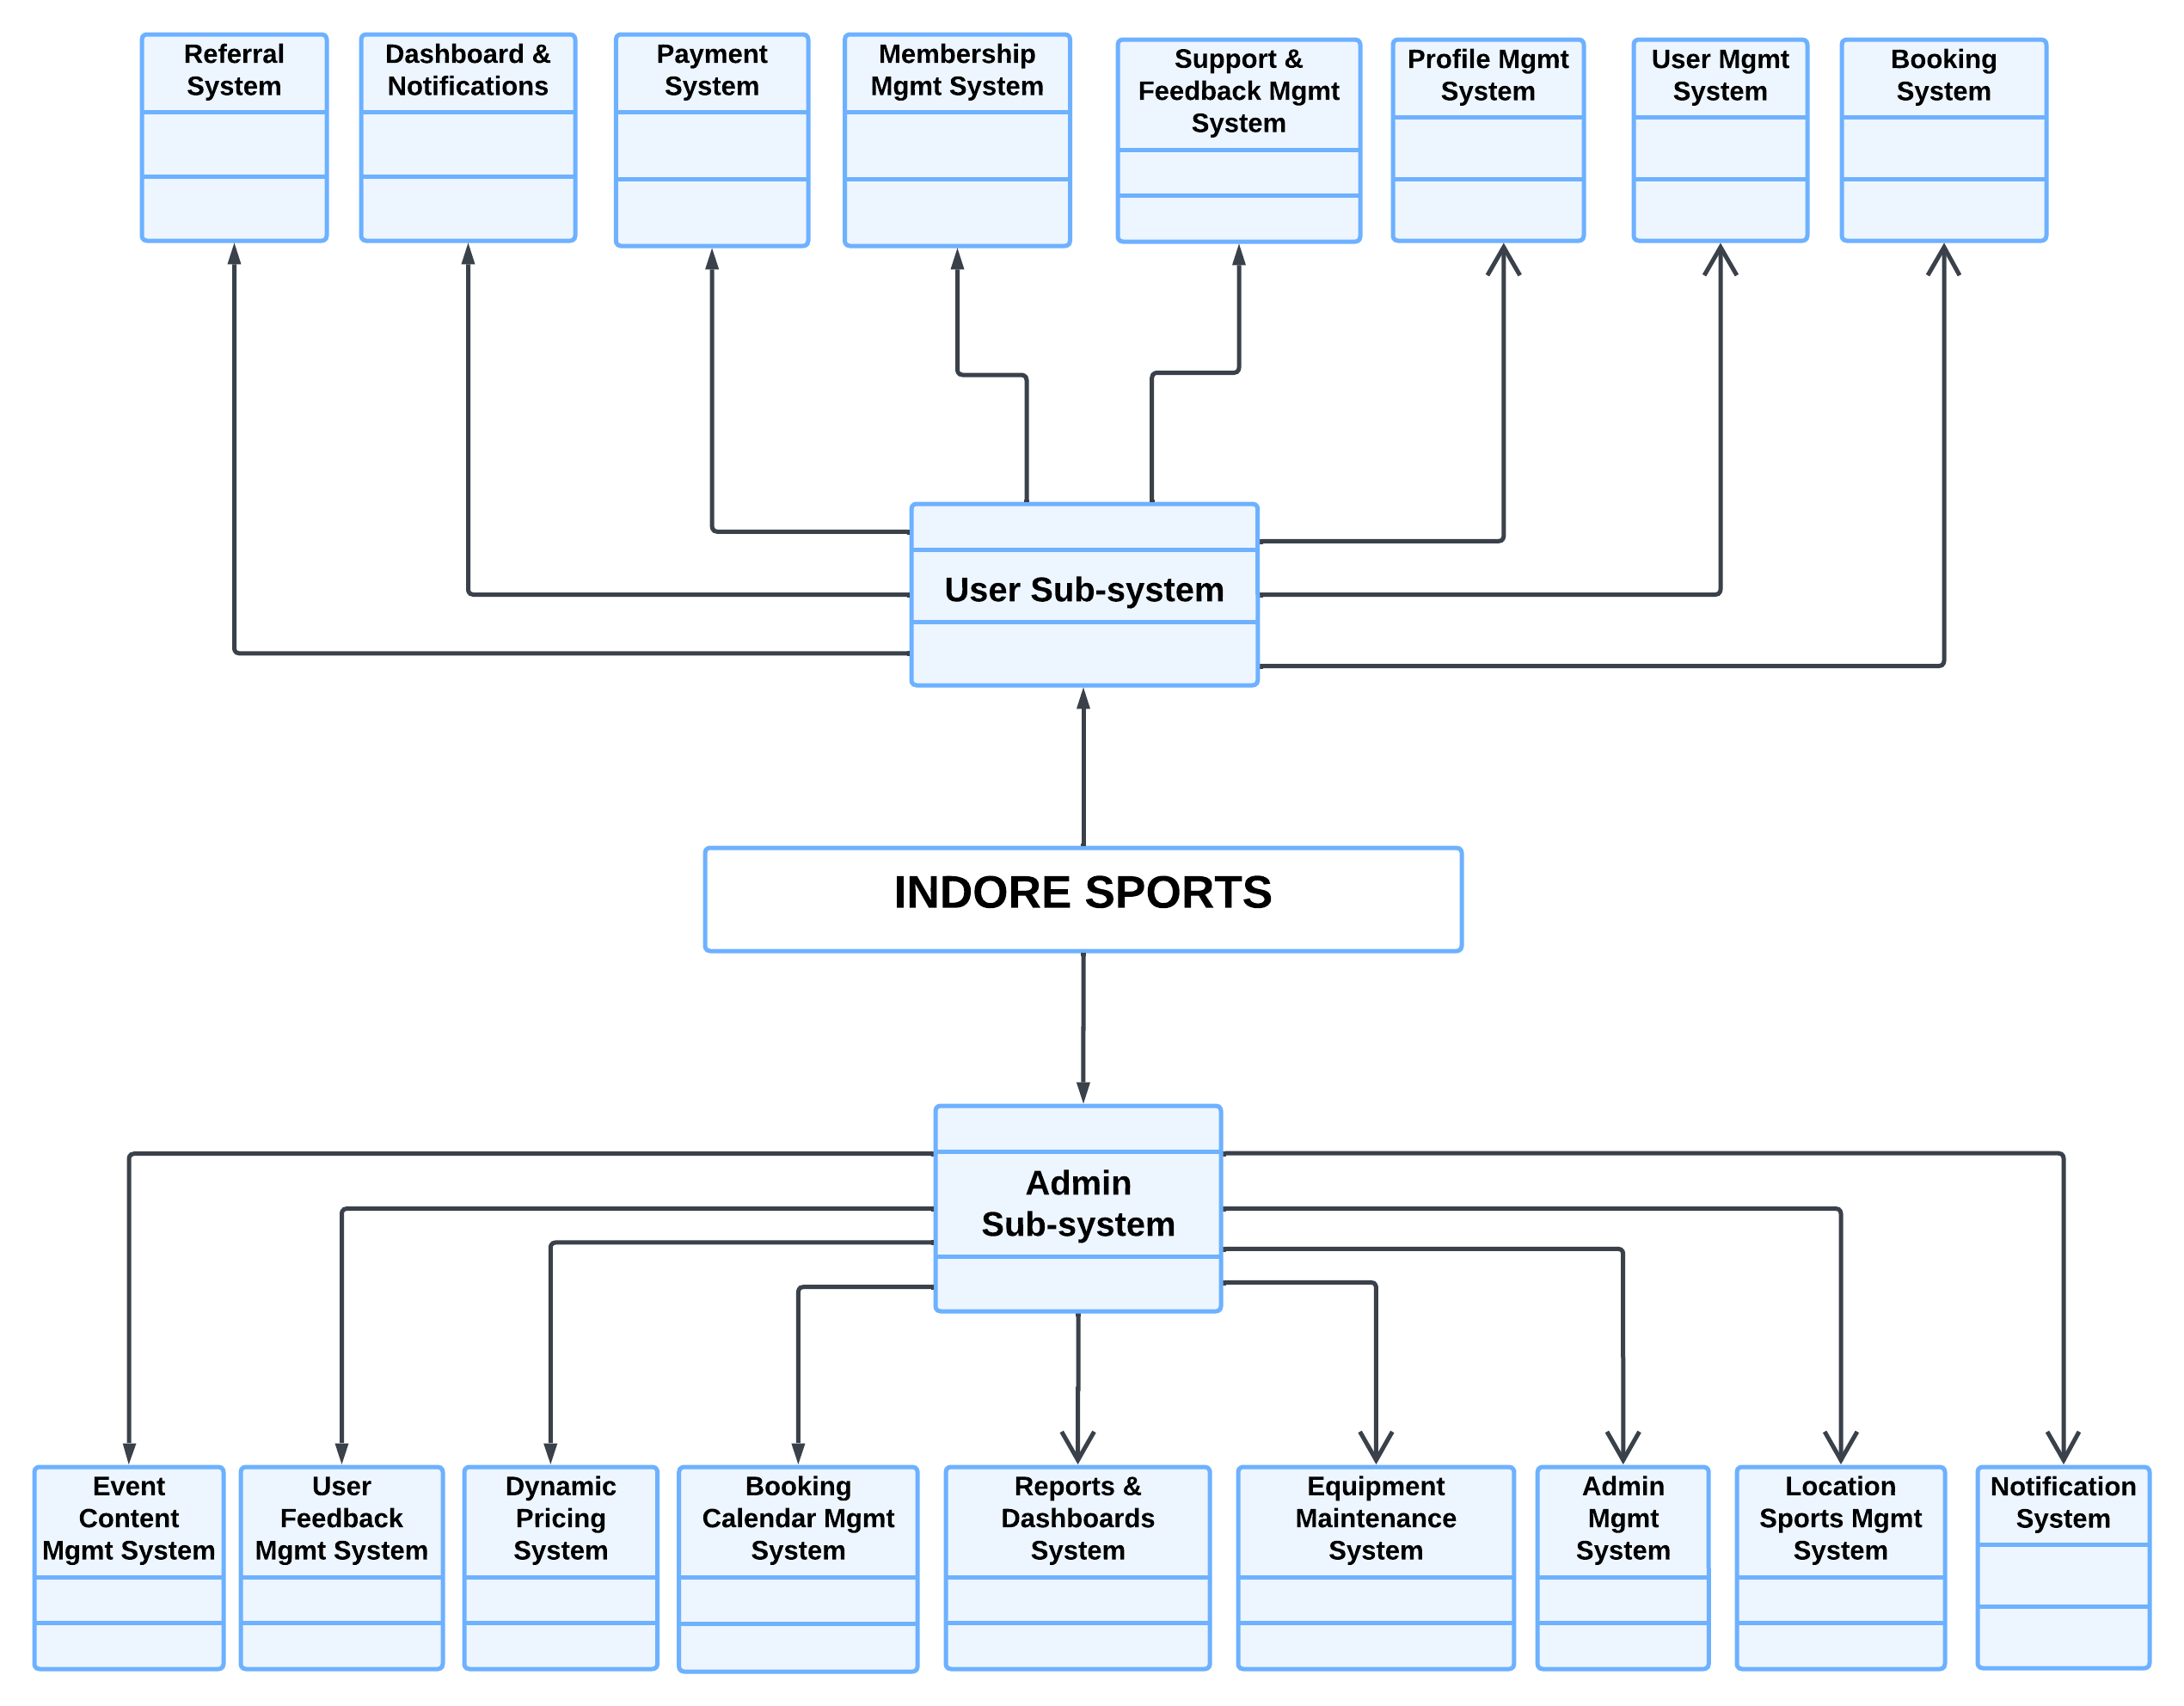 Referral
System
Dashboard &
Notifications
Payment
System
Membership
Mgmt System
Support &
Feedback Mgmt
System
Profile Mgmt
System
User Mgmt
System
Booking
System
User Sub-system
INDORE SPORTS
Admin
Sub-system
Event
Content
Mgmt System
User
Feedback
Mgmt System
Dynamic
Pricing
System
Booking
Calendar Mgmt
System
Reports &
Dashboards
System
Equipment
Maintenance
System
Admin
Mgmt
System
Location
Sports Mgmt
System
Notification
System